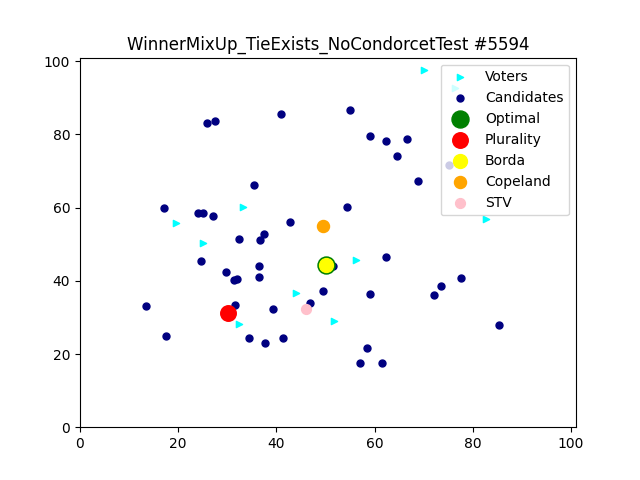 WinnerMixUp_TieExists_NoCondorcetTest #5594
100
80
60
40
20
0
0 20 40 60 80 100
Voters
Candidates
Optimal
Plurality
Borda
Copeland
STV